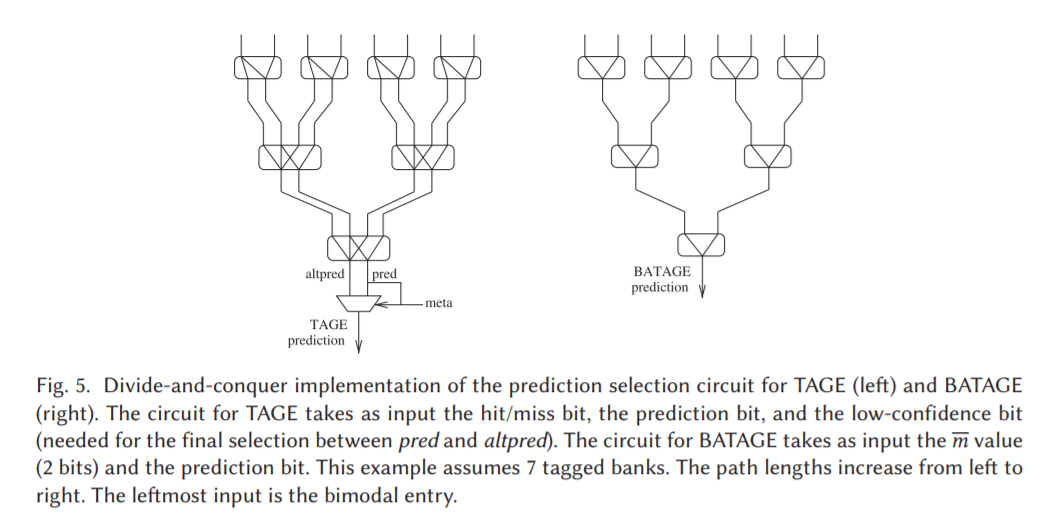 altpred
pred
meta
TAGE
prediction
BATAGE
prediction
Fig. 5. Divide-and-conquer implementation of the prediction selection circuit for TAGE (left) and BATAGE
(right). The circuit for TAGE takes as input the hit/miss bit, the prediction bit, and the low-confidence bit
(needed for the final selection between pred and altpred). The circuit for BATAGE takes as input the m̅ value
(2 bits) and the prediction bit. This example assumes 7 tagged banks. The path lengths increase from left to
right. The leftmost input is the bimodal entry.